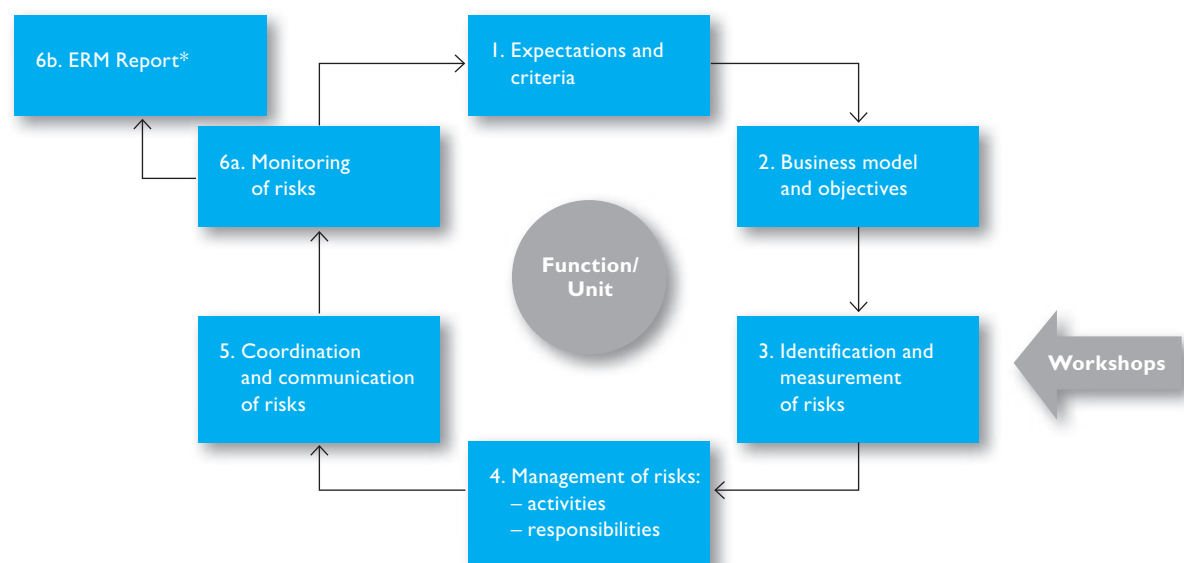 6b. ERM Report*
1. Expectations and
criteria
6a. Monitoring
of risks
2. Business model
and objectives
Function/
Unit
5. Coordination
and communication
of risks
3. Identification and
measurement
of risks
Workshops
4. Management of risks:
– activities
– responsibilities